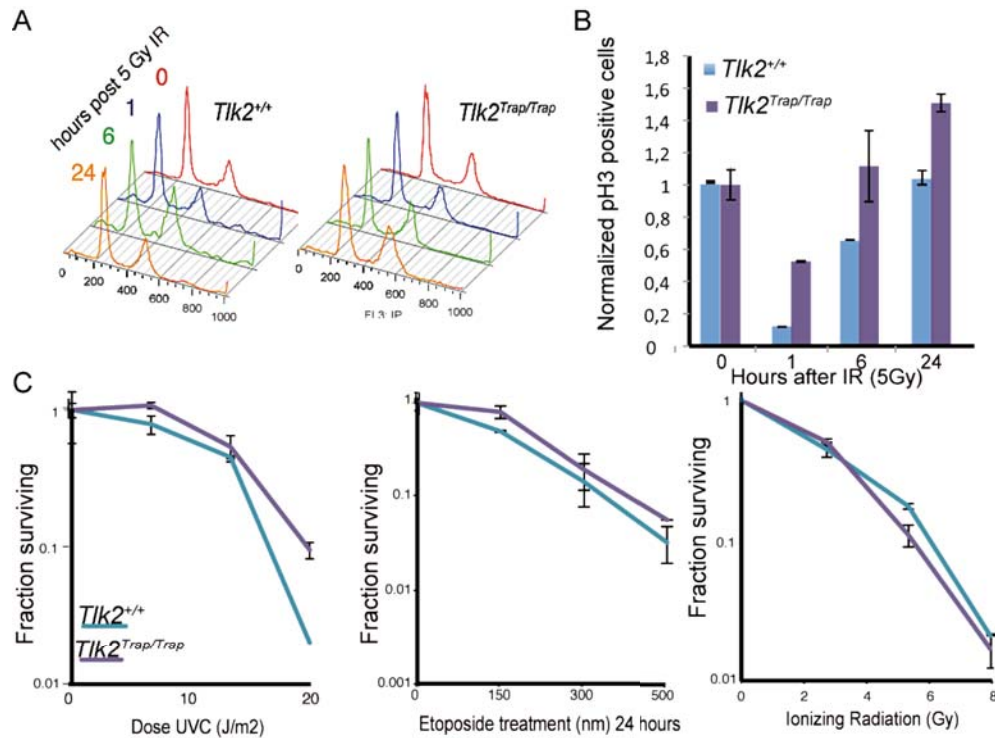 A
hours post 5 Gy IR
0
1
6
24
Tlk2+/+
Tlk2Trap/Trap
0 200 400 600 800 1000
0 200 400 600 800 1000
FL3: IP
B
Normalized pH3 positive cells
1,8
1,6
1,4
1,2
1
0,8
0,6
0,4
0,2
0
Tlk2+/+
Tlk2Trap/Trap
0 1 6 24
Hours after IR (5Gy)
C
Fraction surviving
1
0.1
0.01
Tlk2+/+
Tlk2Trap/Trap
0 10 20
Dose UVC (J/m2)
Fraction surviving
1
0.1
0.01
0.001
0 150 300 500
Etoposide treatment (nm) 24 hours
Fraction surviving
1
0.1
0.01
0 2 4 6 8
Ionizing Radiation (Gy)